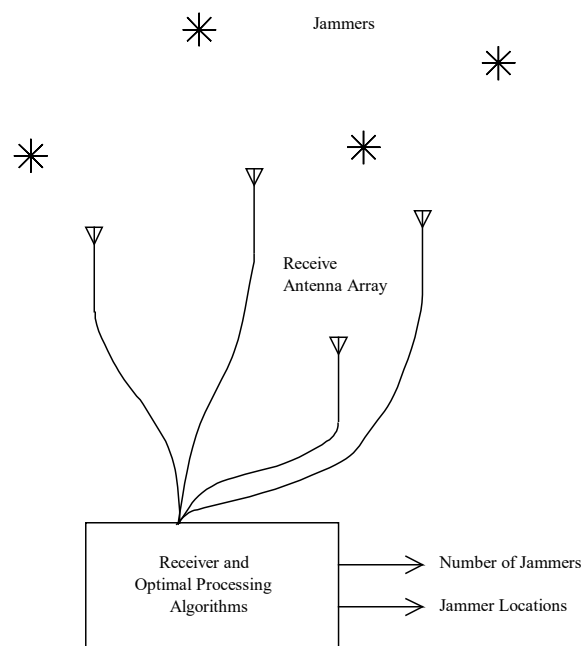 Jammers
Receive
Antenna Array
Receiver and
Optimal Processing
Algorithms
Number of Jammers
Jammer Locations